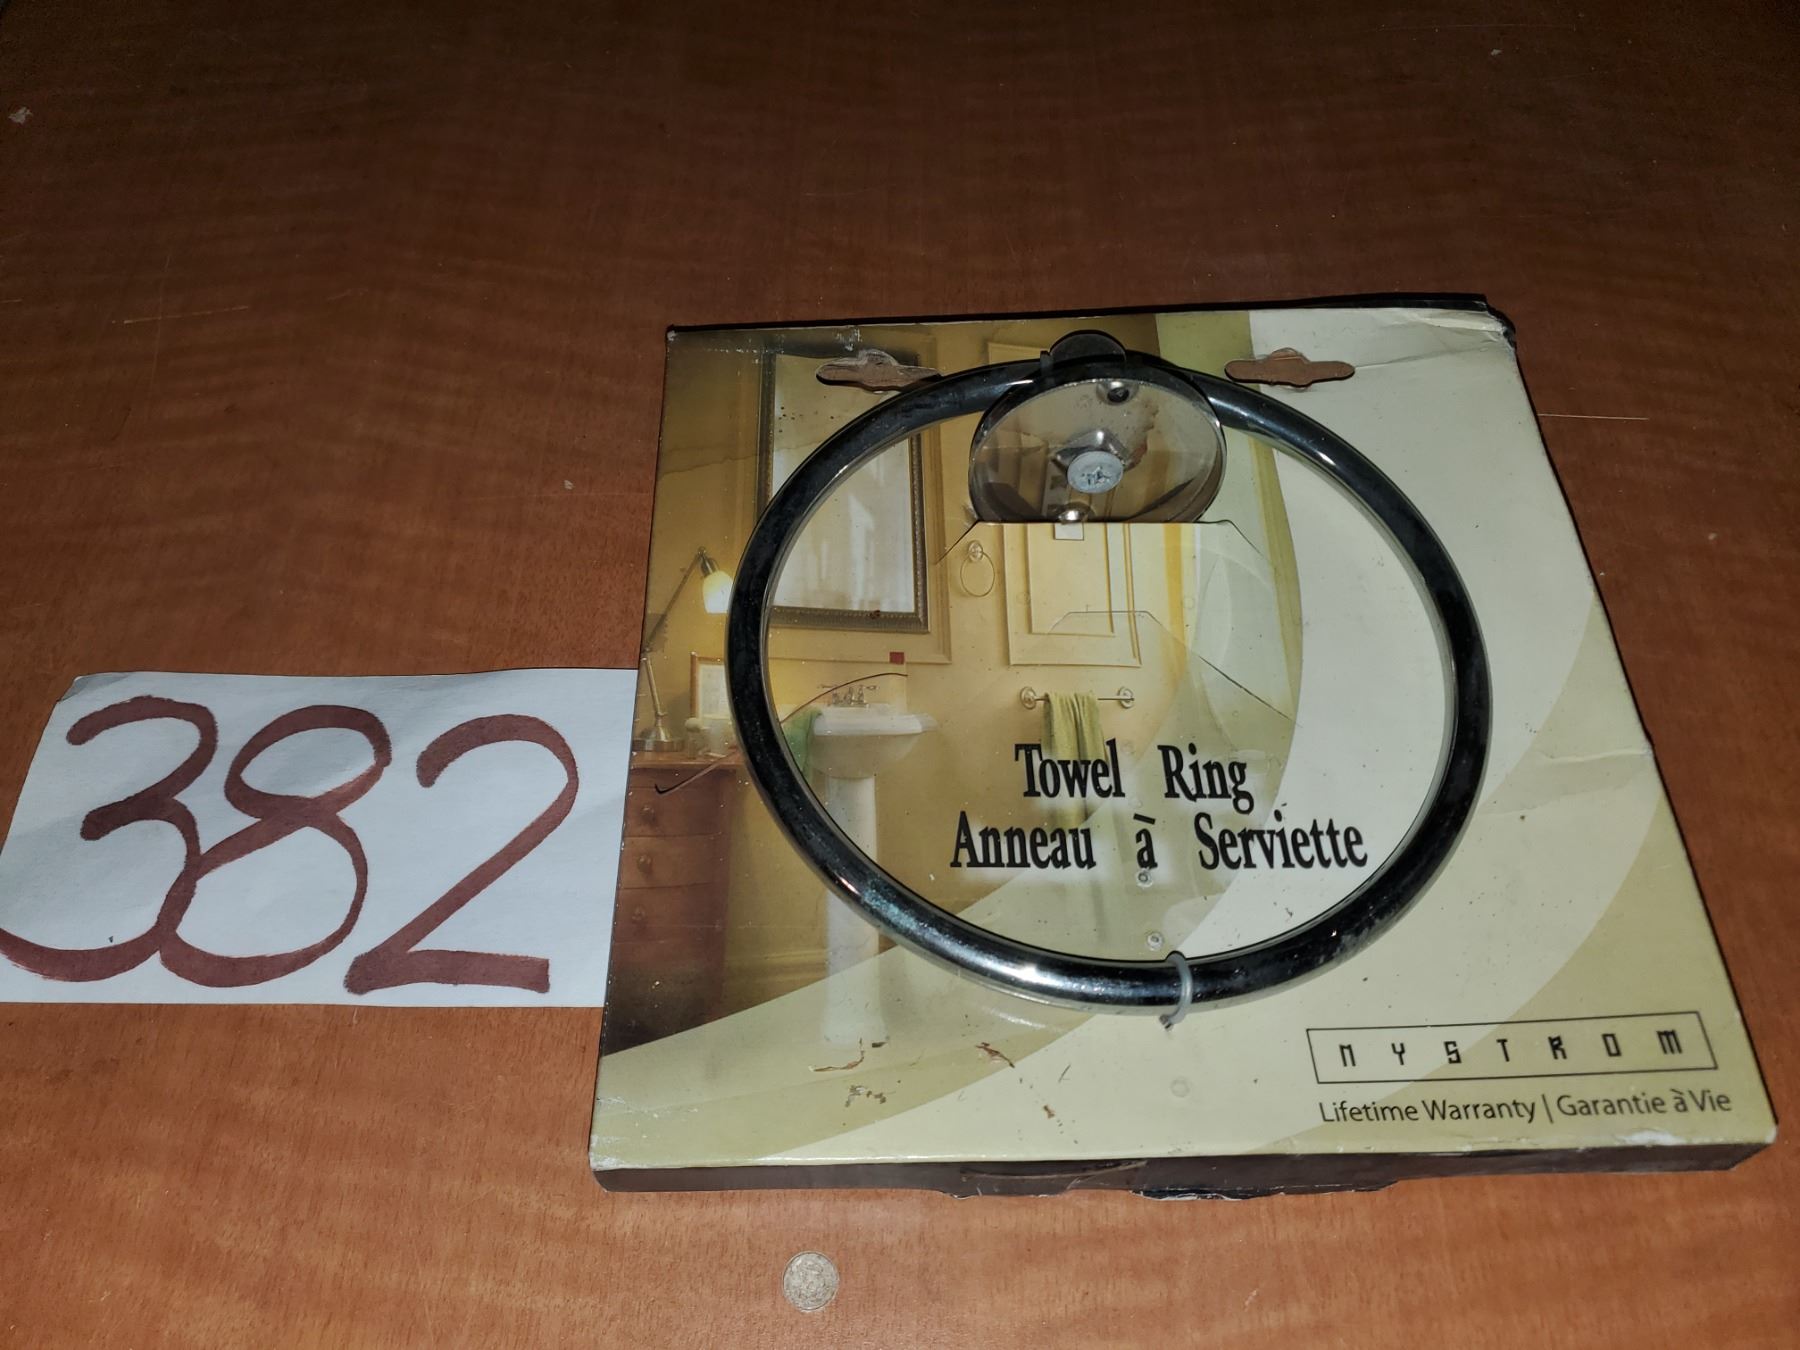 382
Towel Ring
Anneau à Serviette
NYSTROM
Lifetime Warranty | Garantie à Vie